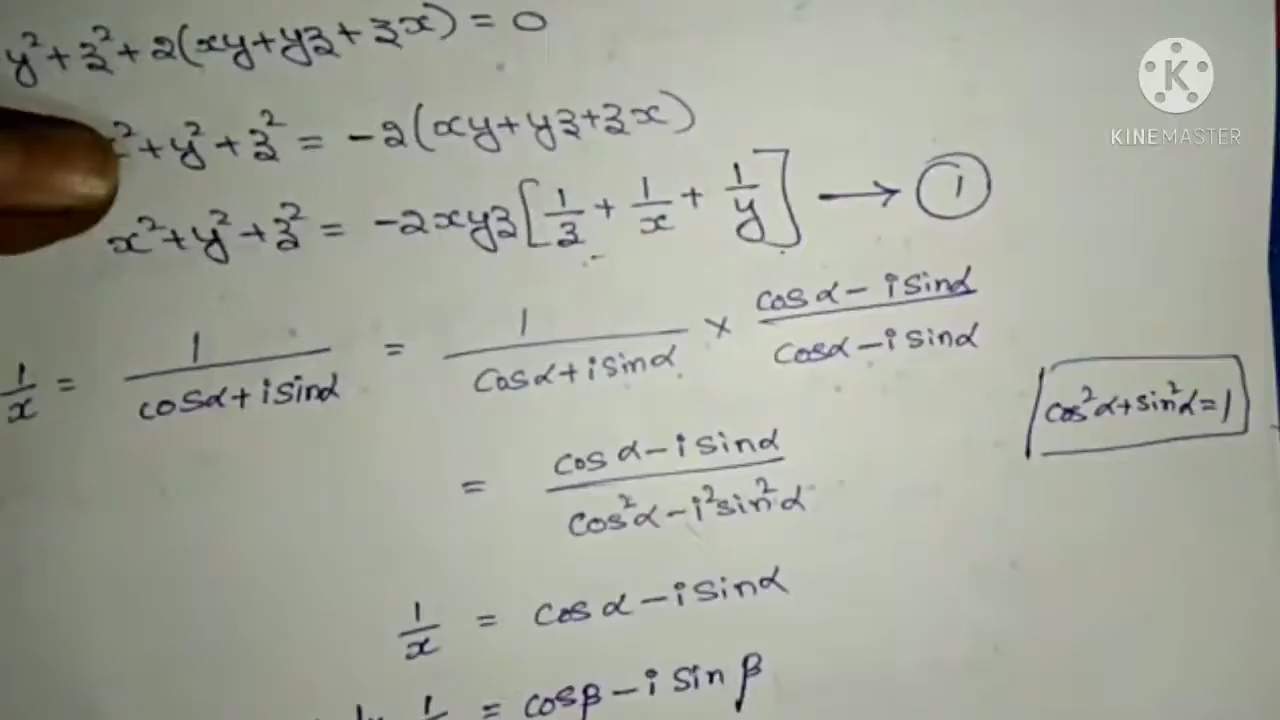 y²+z²+2(xy+yz+zx)=0
²+y²+z² = -2(xy+yz+zx)
x²+y²+z² = -2xyz[1/z + 1/x + 1/y] → ①
1/x = 1/(cosα+isinα) = 1/(cosα+isinα) × (cosα-isinα)/(cosα-isinα)
cos²α+sin²α=1
= (cosα-isinα)/(cos²α-i²sin²α)
1/x = cosα-isinα
= cosβ-isinβ
K
KINEMASTER